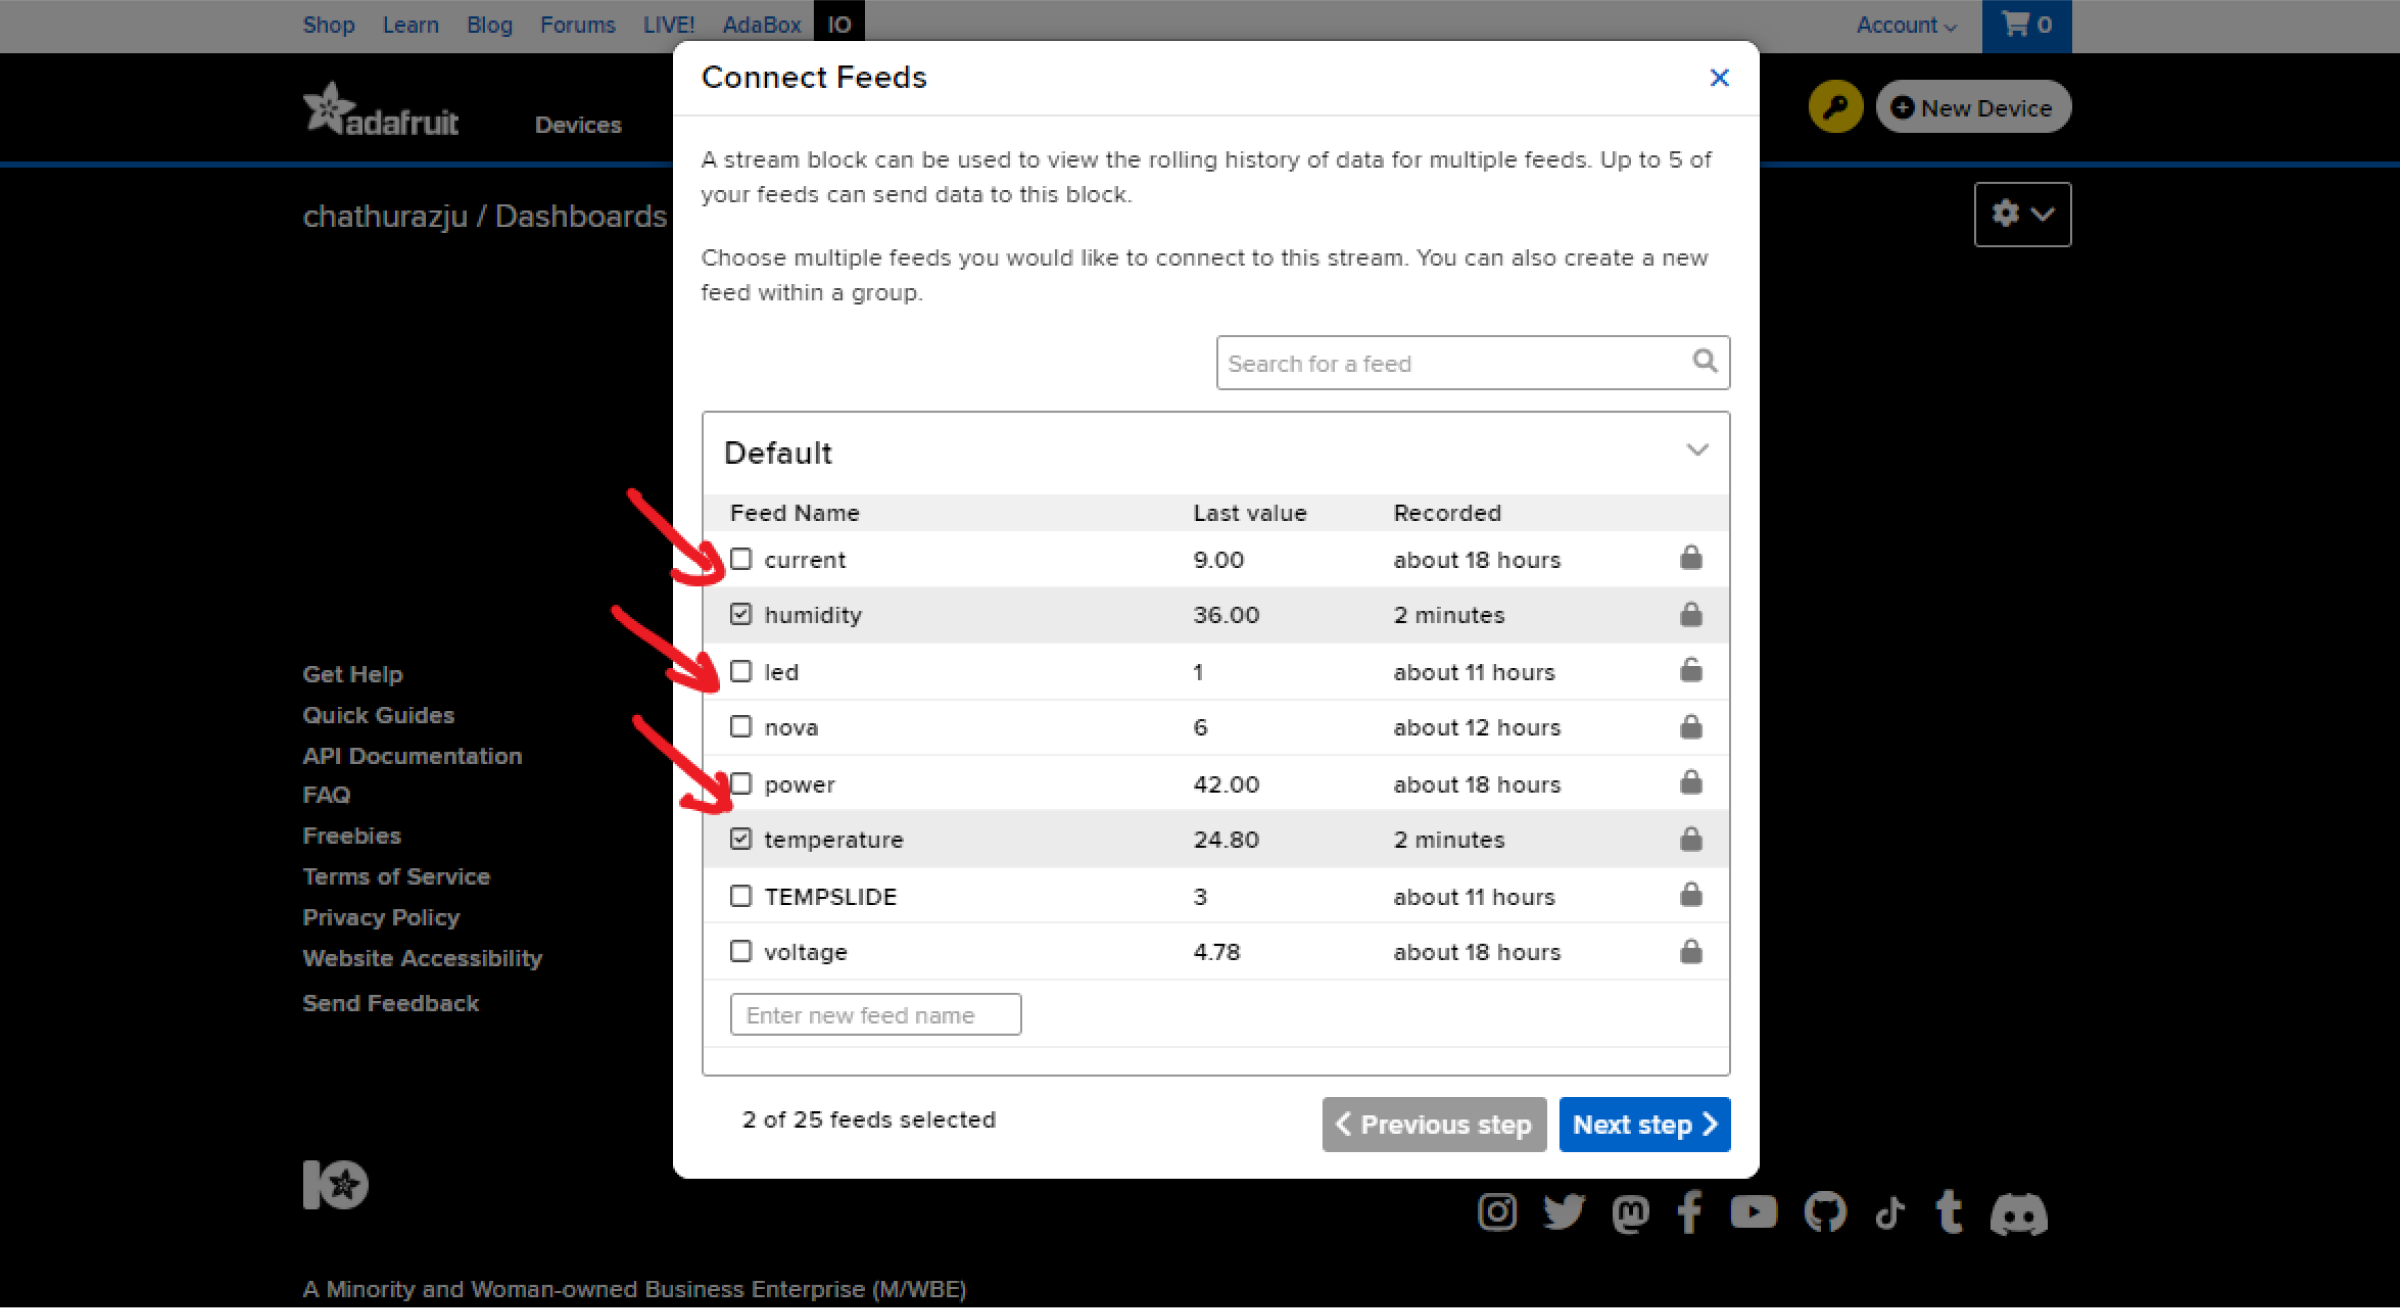 Shop Learn Blog Forums LIVE! AdaBox IO Account 0
Connect Feeds
adafruit Devices New Device
A stream block can be used to view the rolling history of data for multiple feeds. Up to 5 of
your feeds can send data to this block.
chathurazju / Dashboards
Choose multiple feeds you would like to connect to this stream. You can also create a new
feed within a group.
Search for a feed
Default
Feed Name Last value Recorded
current 9.00 about 18 hours
humidity 36.00 2 minutes
led 1 about 11 hours
nova 6 about 12 hours
power 42.00 about 18 hours
temperature 24.80 2 minutes
TEMPSLIDE 3 about 11 hours
voltage 4.78 about 18 hours
Enter new feed name
2 of 25 feeds selected Previous step Next step
Get Help
Quick Guides
API Documentation
FAQ
Freebies
Terms of Service
Privacy Policy
Website Accessibility
Send Feedback
IO
A Minority and Woman-owned Business Enterprise (M/WBE)